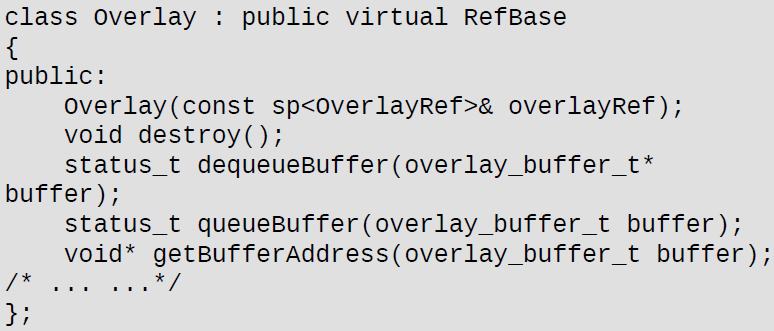 class Overlay : public virtual RefBase
{
public:
    Overlay(const sp<OverlayRef>& overlayRef);
    void destroy();
    status_t dequeueBuffer(overlay_buffer_t*
buffer);
    status_t queueBuffer(overlay_buffer_t buffer);
    void* getBufferAddress(overlay_buffer_t buffer);
/* ... ...*/
};